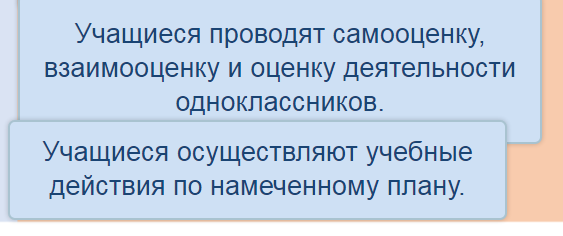 Учащиеся проводят самооценку,
взаимооценку и оценку деятельности
одноклассников.
Учащиеся осуществляют учебные
действия по намеченному плану.